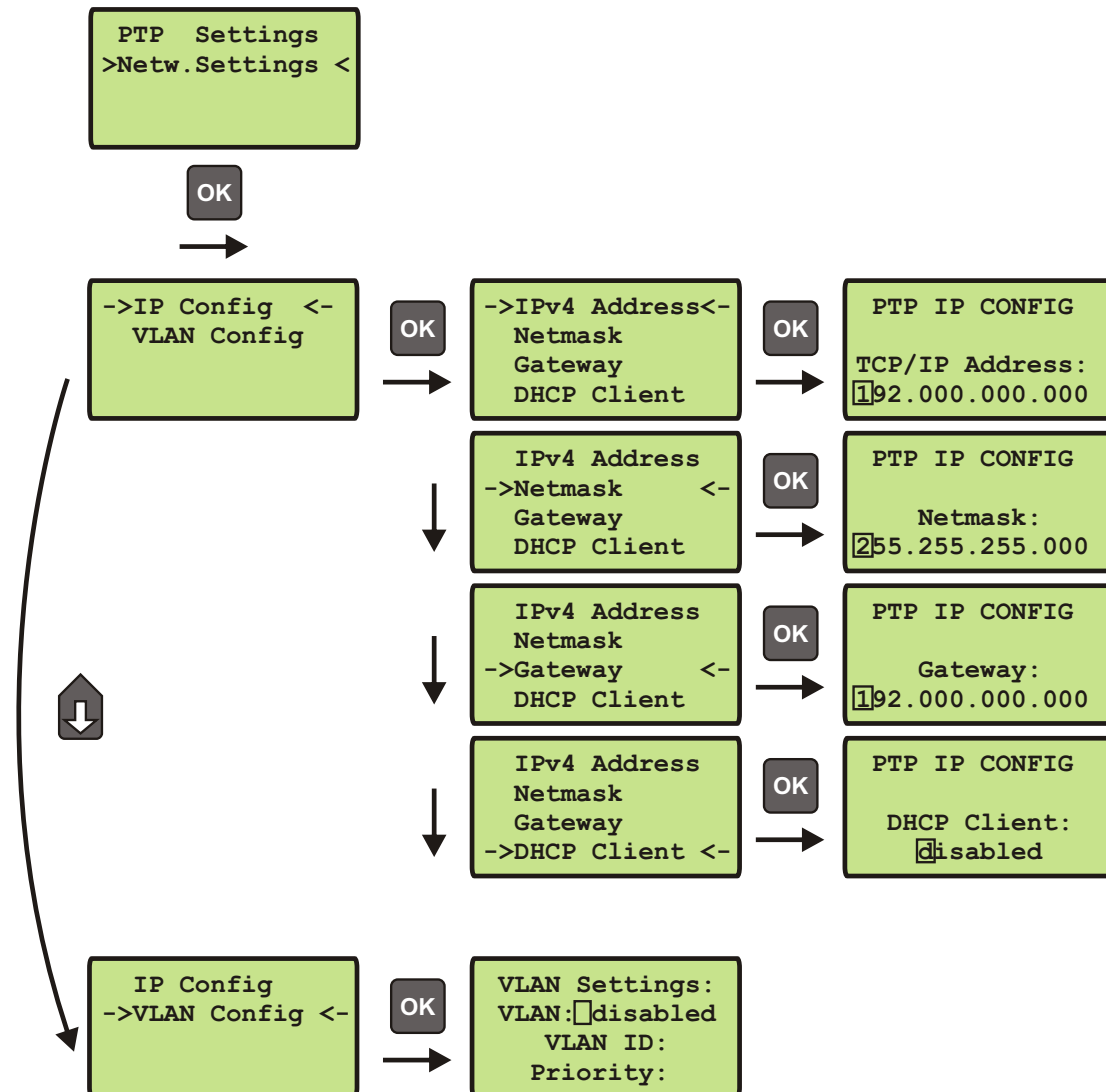 PTP Settings
>Netw.Settings <
OK
->IP Config <-
VLAN Config
OK
->IPv4 Address<-
Netmask
Gateway
DHCP Client
OK
PTP IP CONFIG
TCP/IP Address:
192.000.000.000
IPv4 Address
->Netmask <-
Gateway
DHCP Client
OK
PTP IP CONFIG
Netmask:
255.255.255.000
IPv4 Address
Netmask
->Gateway <-
DHCP Client
OK
PTP IP CONFIG
Gateway:
192.000.000.000
IPv4 Address
Netmask
Gateway
->DHCP Client <-
OK
PTP IP CONFIG
DHCP Client:
disabled
IP Config
->VLAN Config <-
OK
VLAN Settings:
VLAN: disabled
VLAN ID:
Priority: